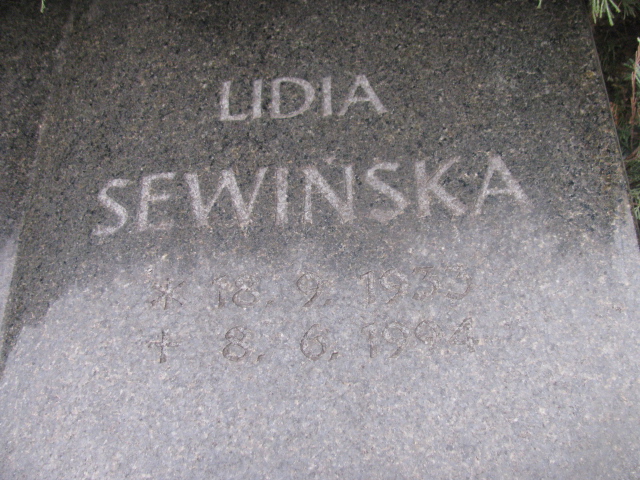 LIDIA
SEWIŃSKA
* 18. 9. 1933
† 8. 6. 1994